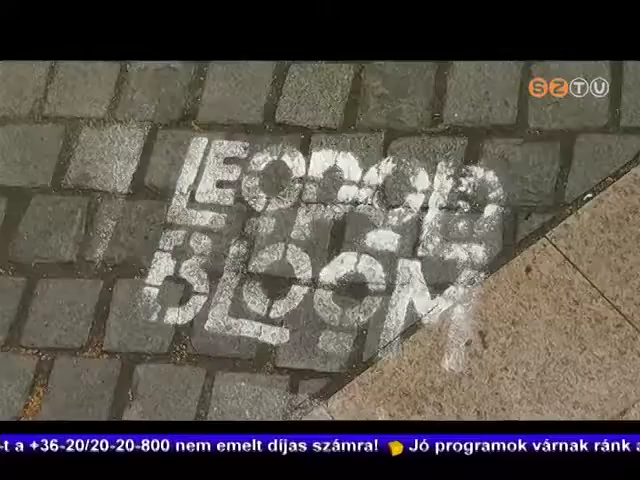 SZTV
LEOPOLD
BLOOM
-t a +36-20/20-20-800 nem emelt díjas számra! Jó programok várnak ránk a